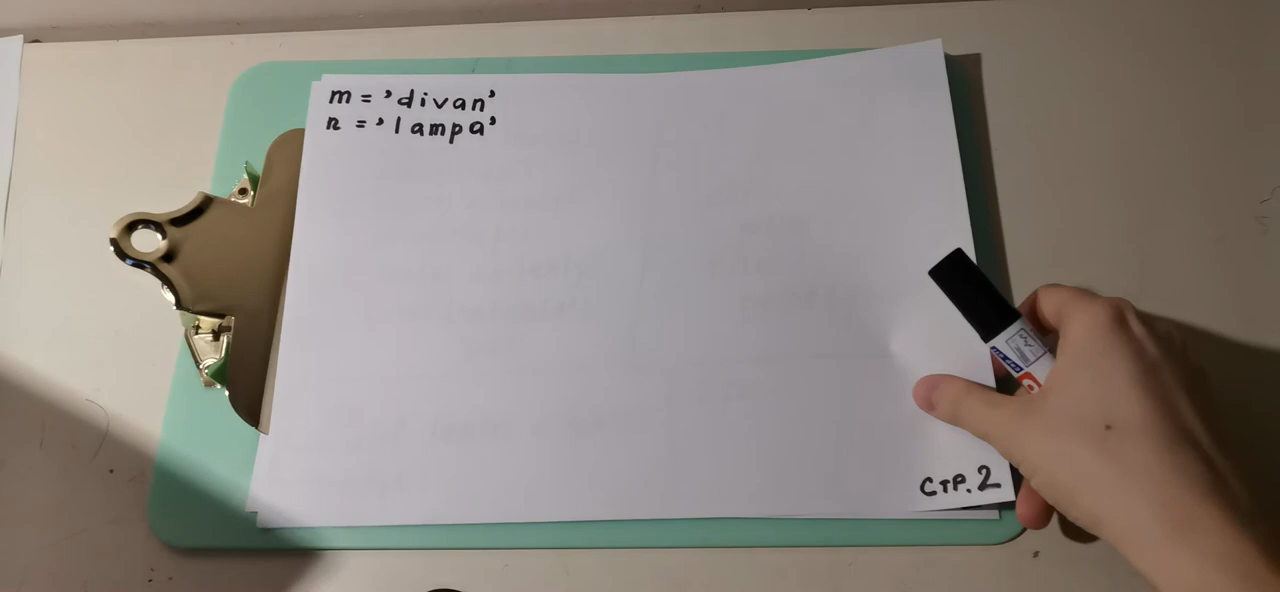 m = 'divan'
n = 'lampa'
стр. 2